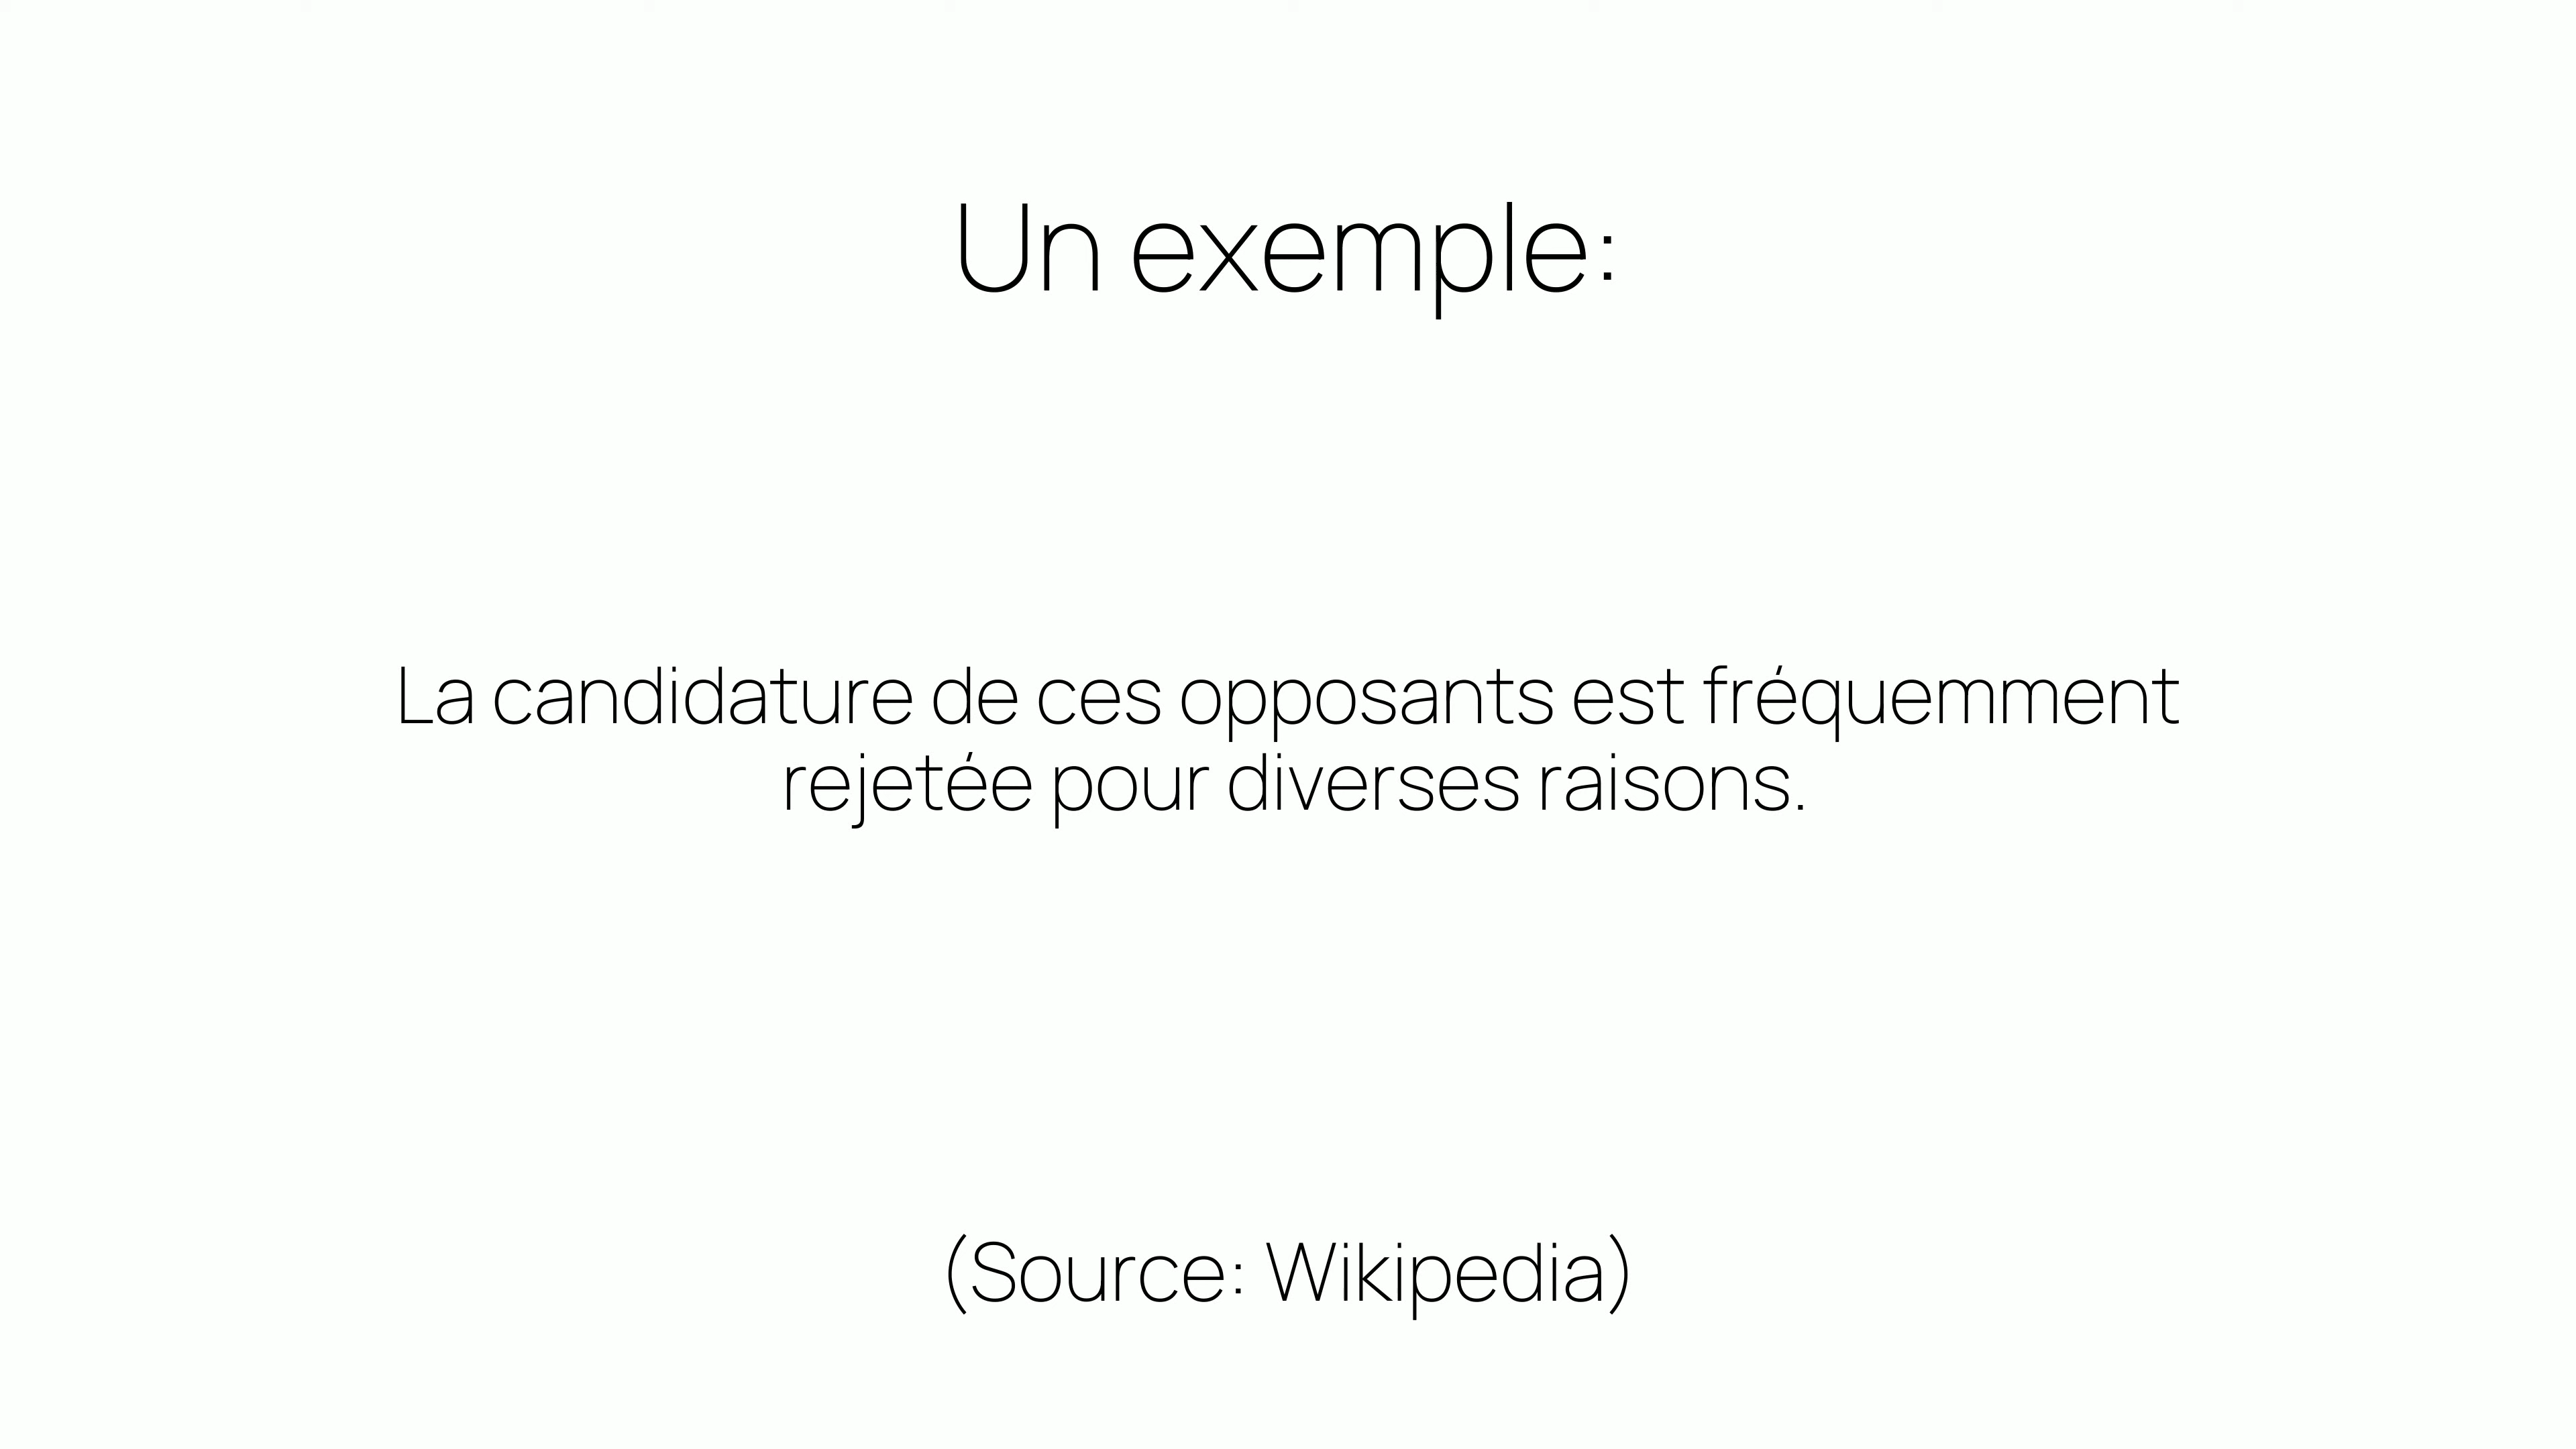 Un exemple:
La candidature de ces opposants est fréquemment
rejetée pour diverses raisons.
(Source: Wikipedia)